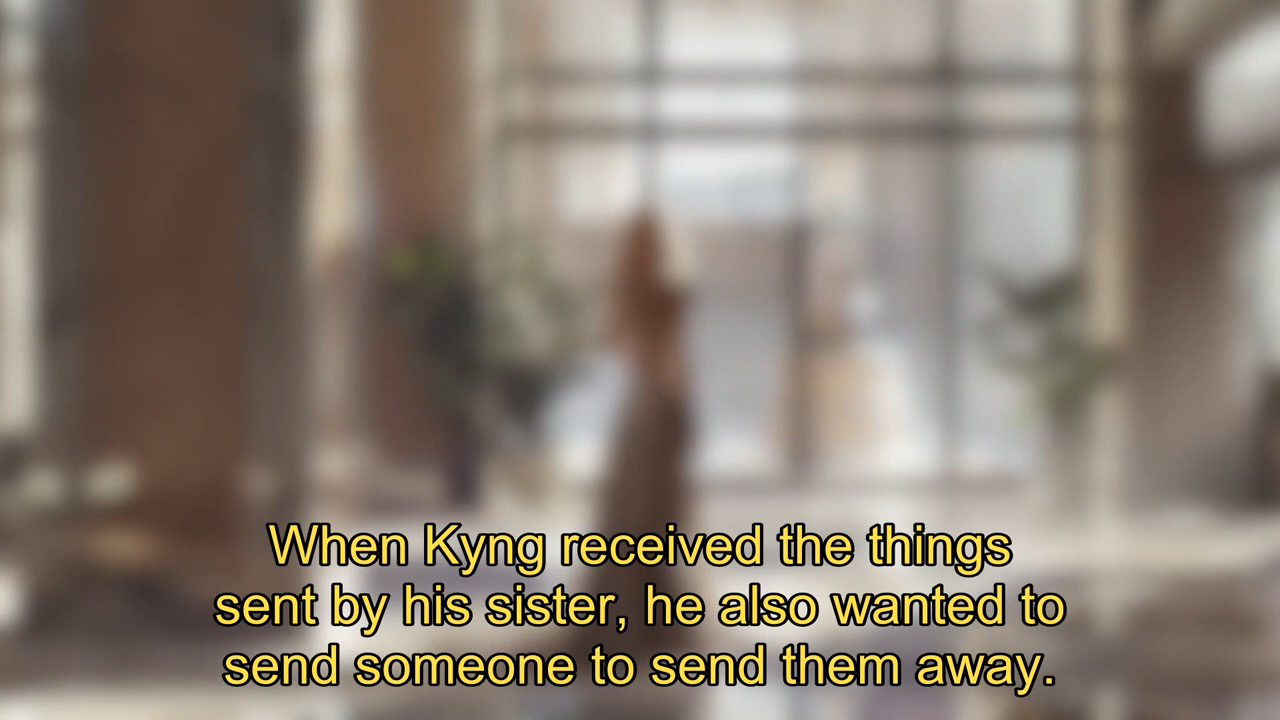 When Kyng received the things
sent by his sister, he also wanted to
send someone to send them away.